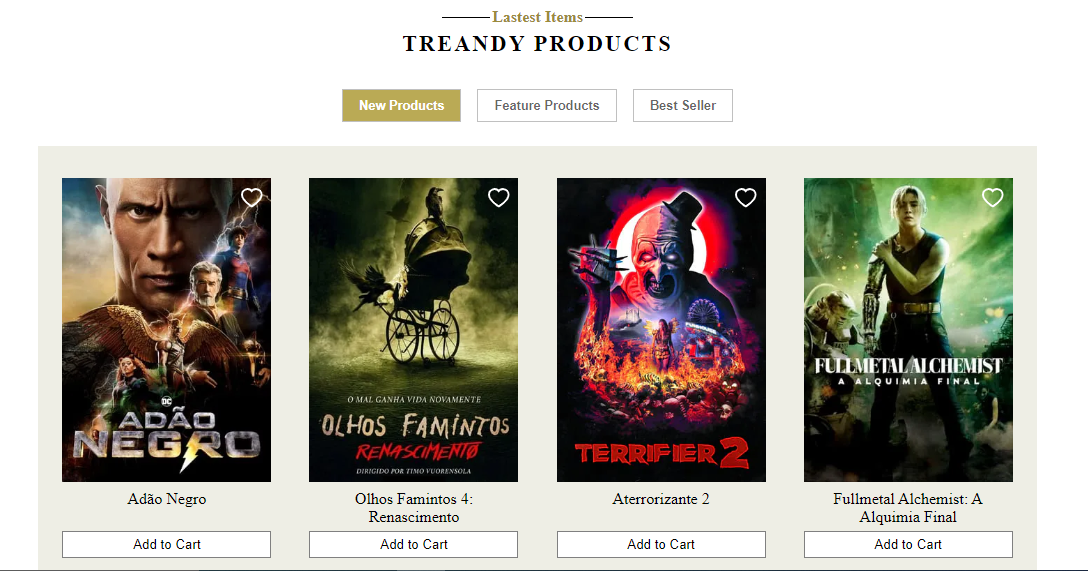 Lastest Items
TREANDY PRODUCTS
New Products
Feature Products
Best Seller
DC
ADÃO
NEGRO
O MAL GANHA VIDA NOVAMENTE
OLHOS FAMINTOS
RENASCIMENTO
DIRIGIDO POR TIMO VUORENSOLA
TERRIFIER 2
FULLMETAL ALCHEMIST
A ALQUIMIA FINAL
Adão Negro
Olhos Famintos 4:
Renascimento
Aterrorizante 2
Fullmetal Alchemist: A
Alquimia Final
Add to Cart
Add to Cart
Add to Cart
Add to Cart